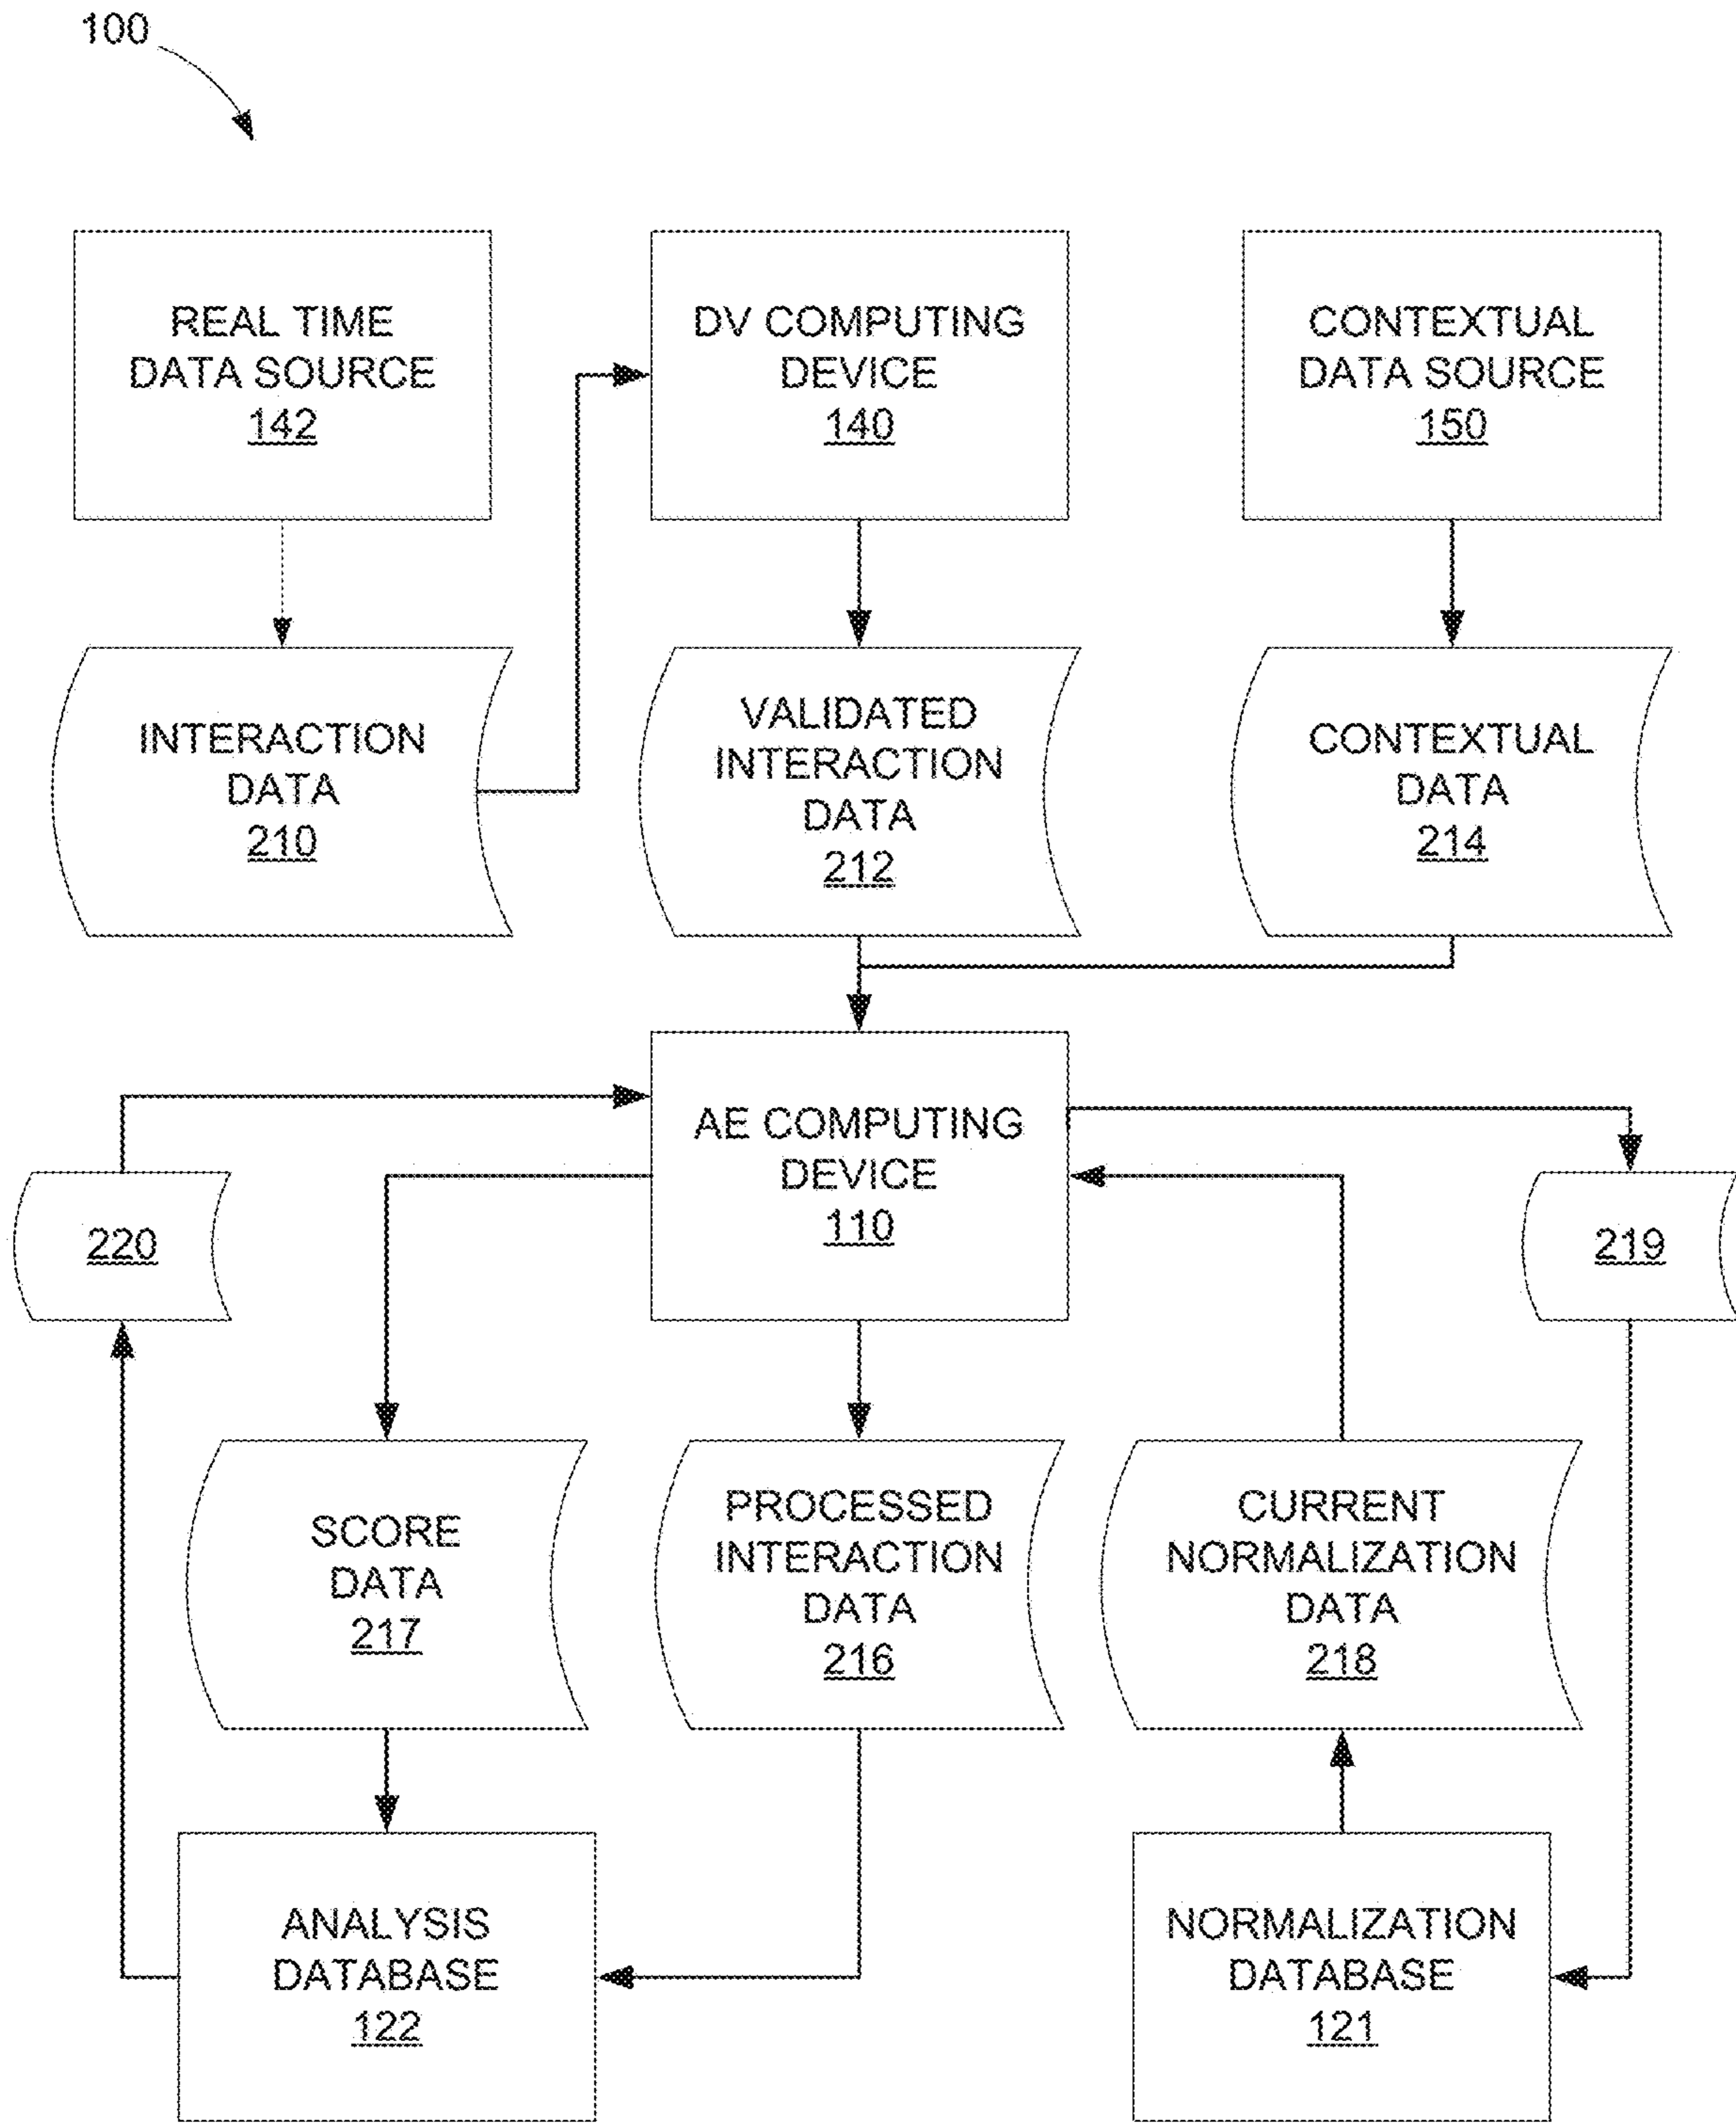 100
REAL TIME
DATA SOURCE
142
DV COMPUTING
DEVICE
140
CONTEXTUAL
DATA SOURCE
150
INTERACTION
DATA
210
VALIDATED
INTERACTION
DATA
212
CONTEXTUAL
DATA
214
AE COMPUTING
DEVICE
110
220
219
SCORE
DATA
217
PROCESSED
INTERACTION
DATA
216
CURRENT
NORMALIZATION
DATA
218
ANALYSIS
DATABASE
122
NORMALIZATION
DATABASE
121